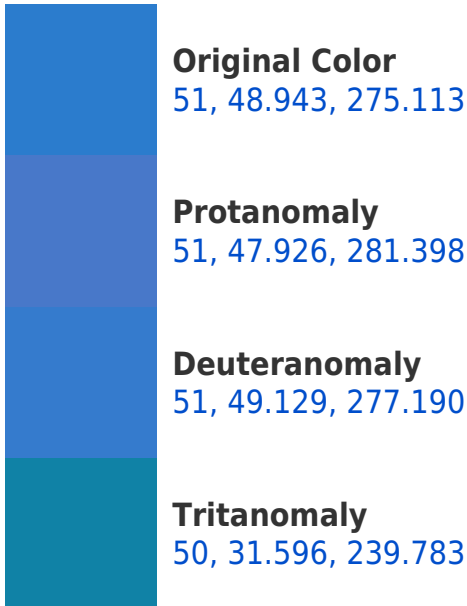 Original Color
51, 48.943, 275.113
Protanomaly
51, 47.926, 281.398
Deuteranomaly
51, 49.129, 277.190
Tritanomaly
50, 31.596, 239.783